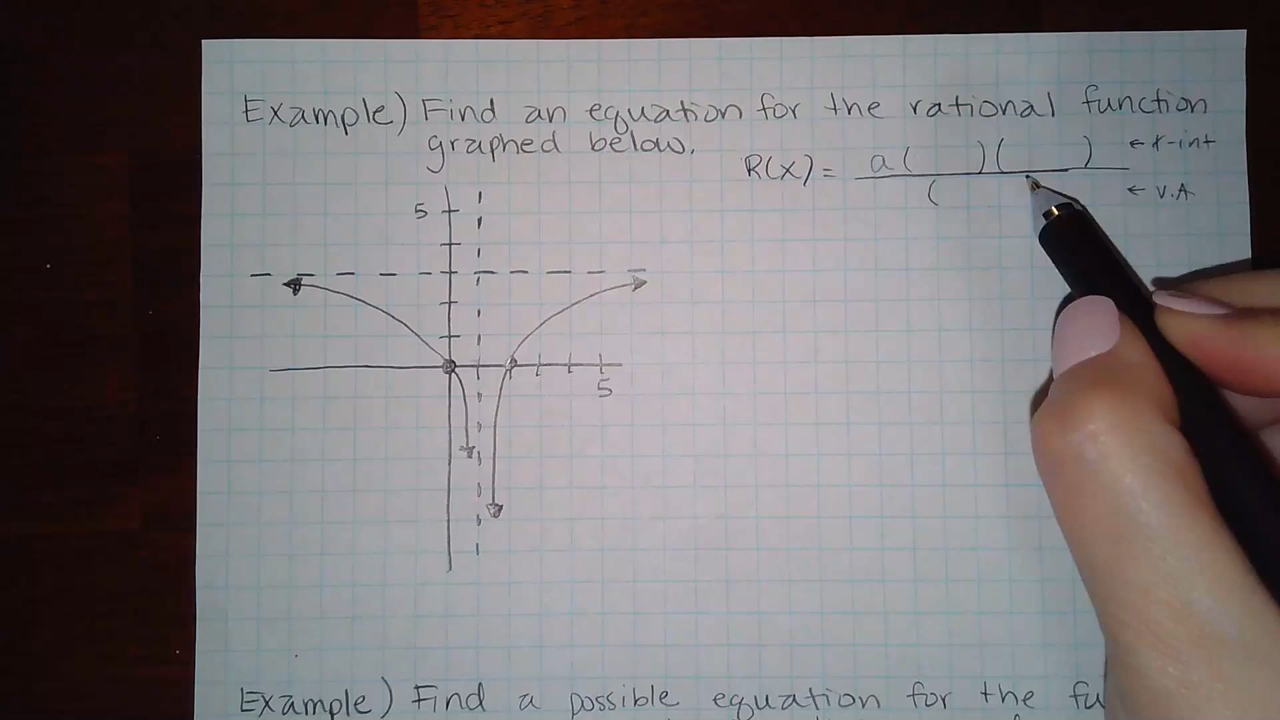 Example) Find an equation for the rational function
graphed below.
R(x) = a( )( ) ← x-int
( ← V.A
5
5
Example) Find a possible equation for the fu